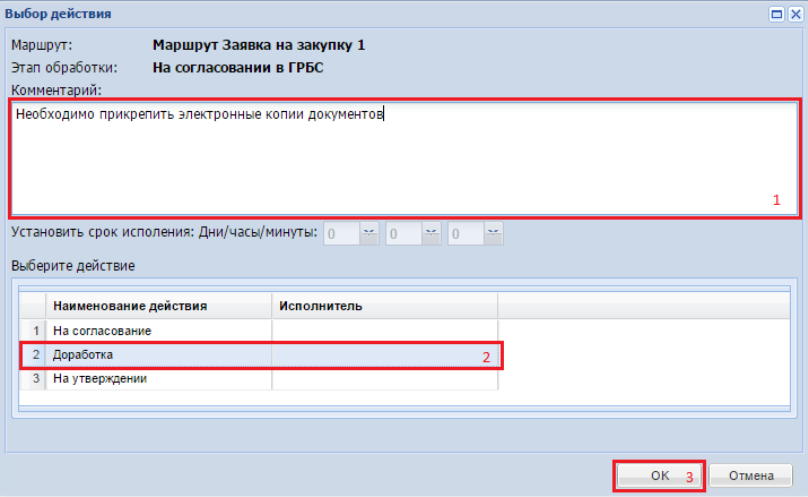 Выбор действия
Маршрут: Маршрут Заявка на закупку 1
Этап обработки: На согласовании в ГРБС
Комментарий:
Необходимо прикрепить электронные копии документов
1
Установить срок исполения: Дни/часы/минуты: 0 0 0
Выберите действие
Наименование действия Исполнитель
1 На согласование
2 Доработка 2
3 На утверждении
OK 3 Отмена